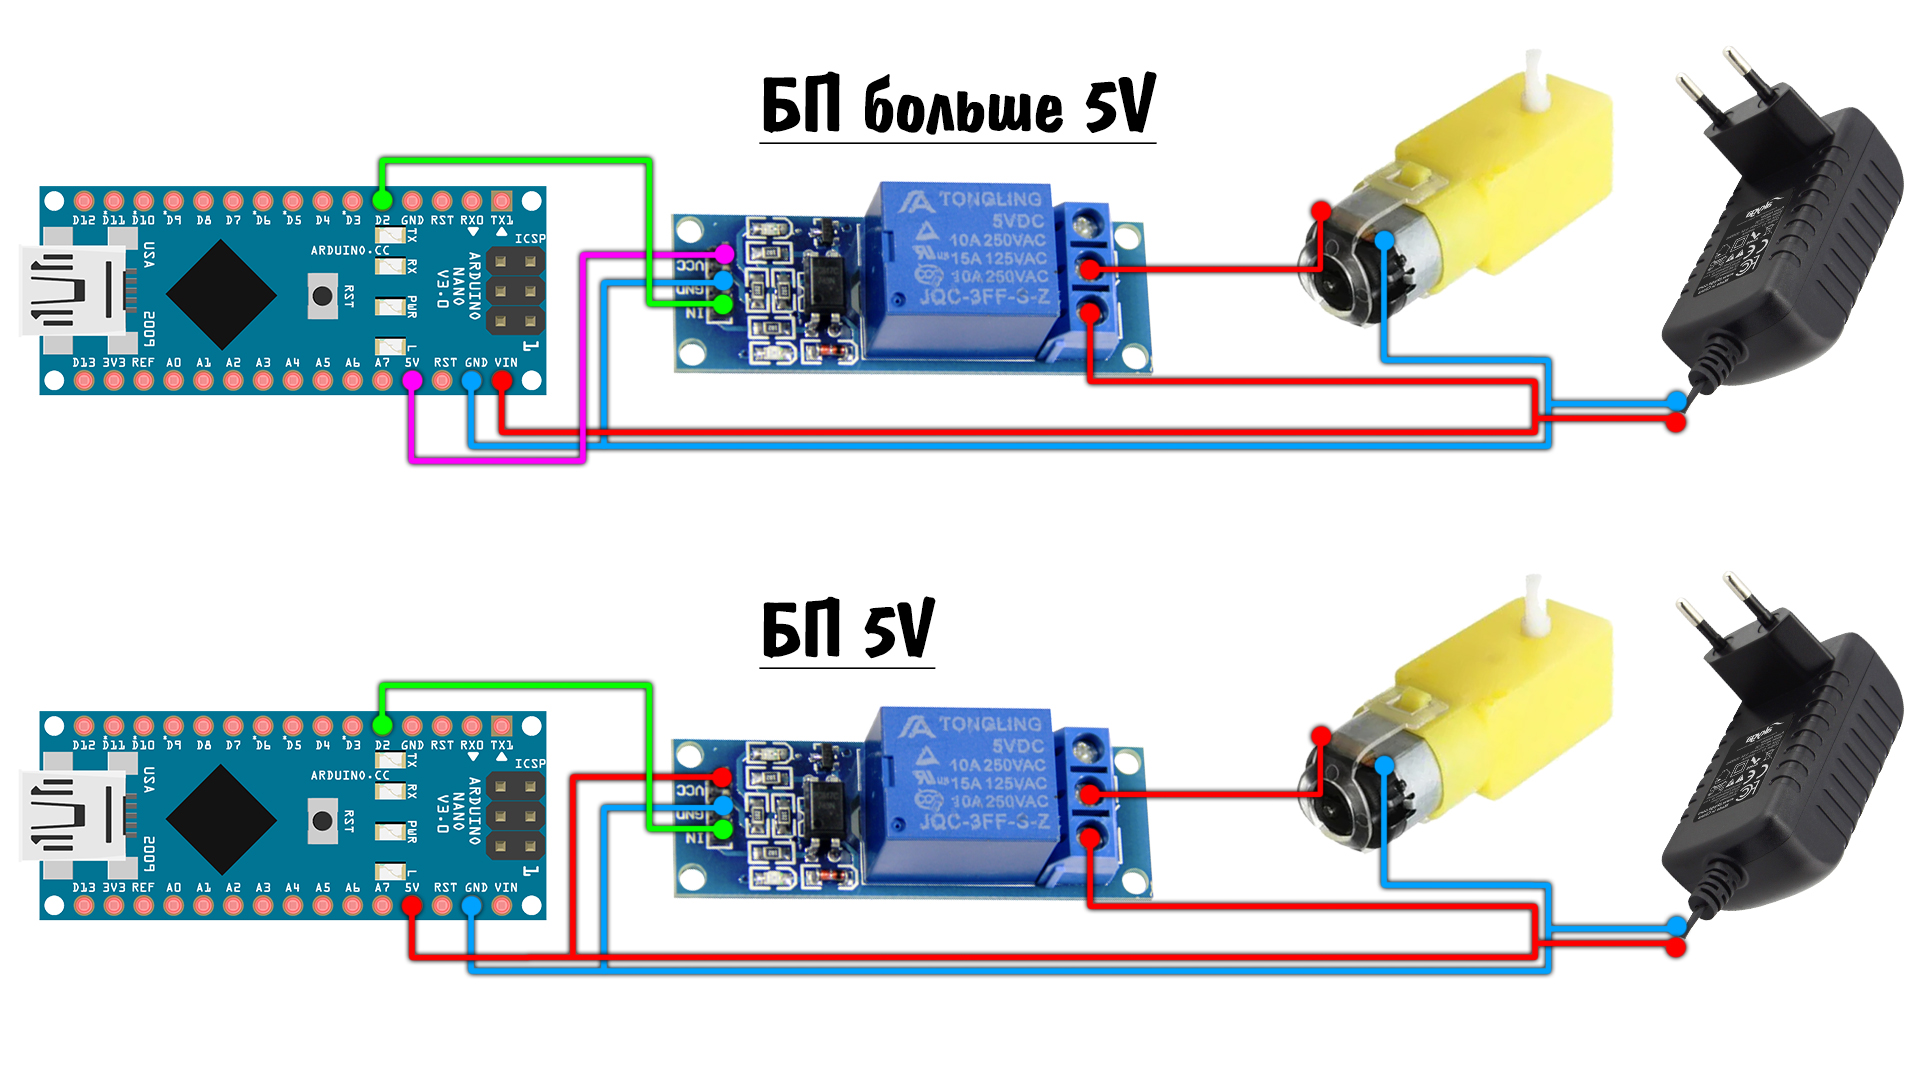 БП больше 5V
D12 D11 D10 D9 D8 D7 D6 D5 D4 D3 D2 GND RST RX0 TX1
TX
RX
PWR
L
ICSP
1
ARDUINO.CC
RST
ARDUINO
NANO
V3.0
USA
2009
D13 3V3 REF A0 A1 A2 A3 A4 A5 A6 A7 5V RST GND VIN
VCC
GND
IN
TONGLING
5VDC
10A 250VAC
15A 125VAC
10A 250VAC
JQC-3FF-S-Z
БП 5V
D12 D11 D10 D9 D8 D7 D6 D5 D4 D3 D2 GND RST RX0 TX1
TX
RX
PWR
L
ICSP
1
ARDUINO.CC
RST
ARDUINO
NANO
V3.0
USA
2009
D13 3V3 REF A0 A1 A2 A3 A4 A5 A6 A7 5V RST GND VIN
VCC
GND
IN
TONGLING
5VDC
10A 250VAC
15A 125VAC
10A 250VAC
JQC-3FF-S-Z